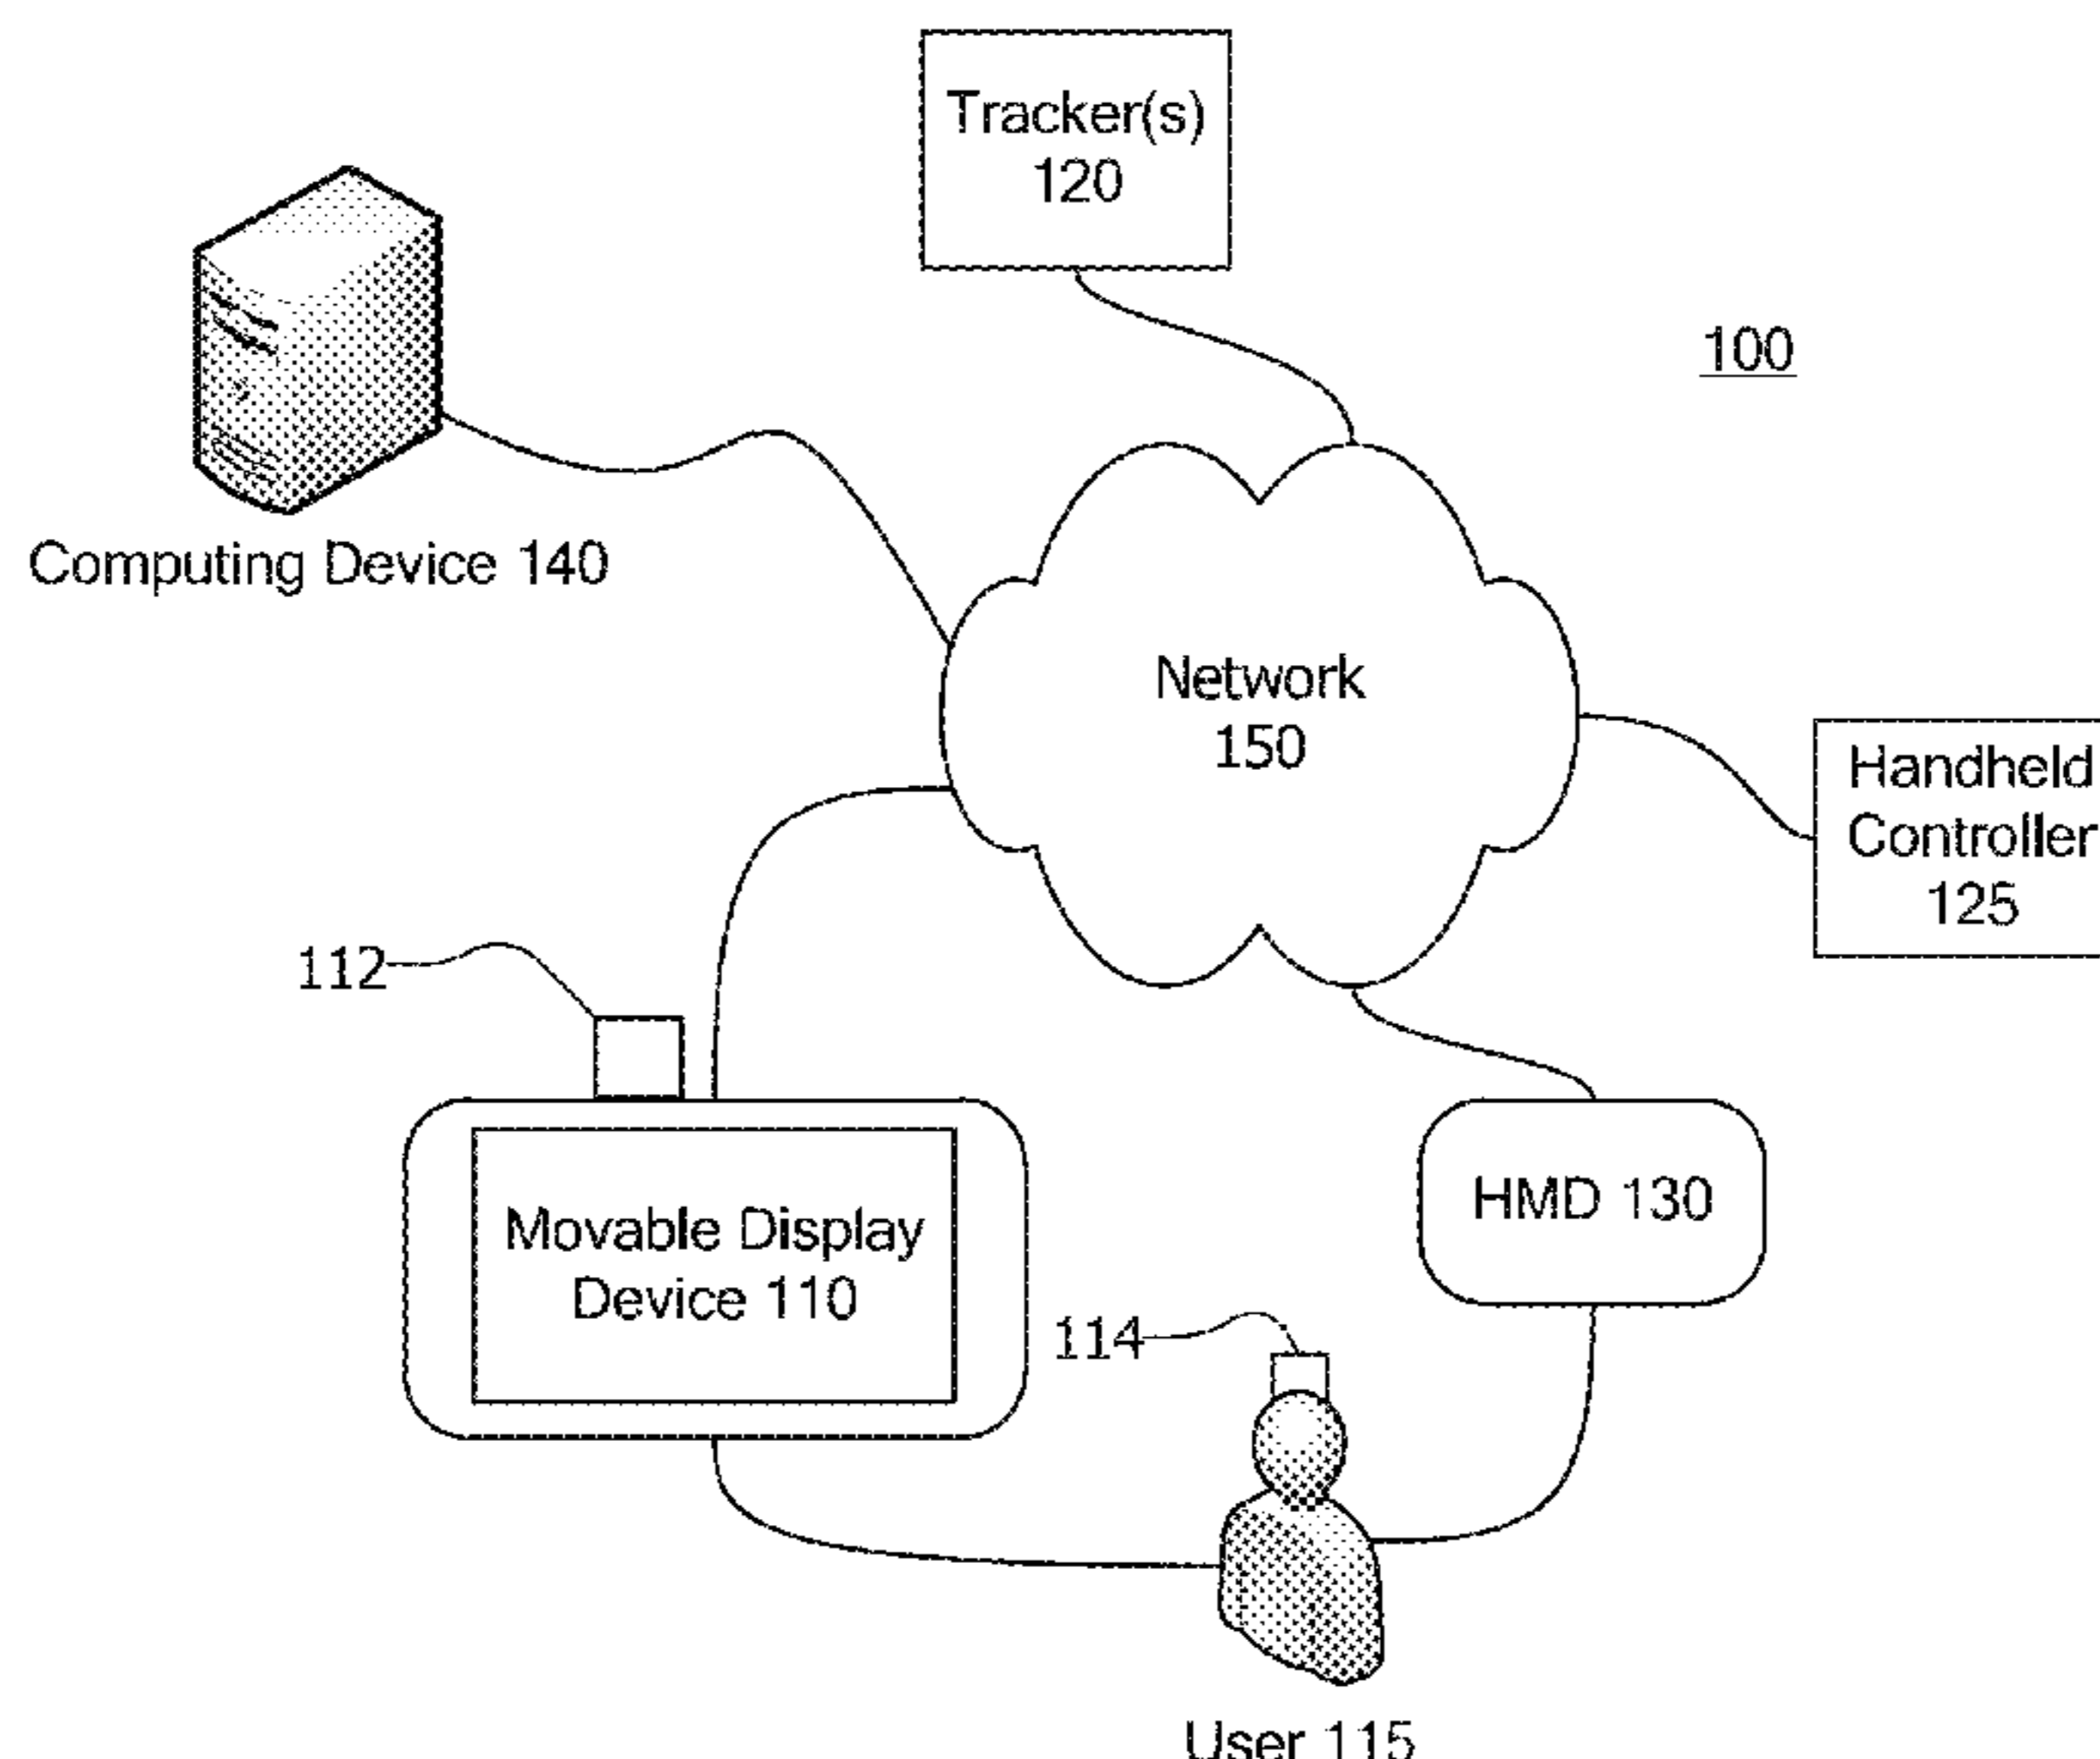 Tracker(s)
120
100
Computing Device 140
Network
150
Handheld
Controller
125
112
Movable Display
Device 110
HMD 130
114
User 115